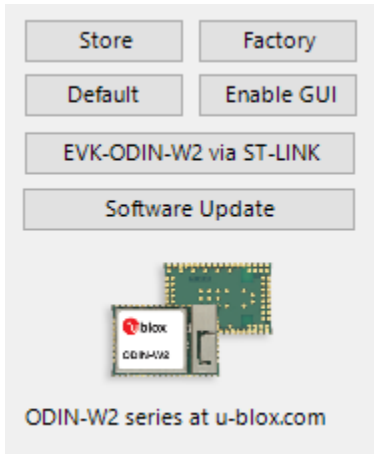 Store
Factory
Default
Enable GUI
EVK-ODIN-W2 via ST-LINK
Software Update
ublox
ODIN-W2
ODIN-W2 series at u-blox.com